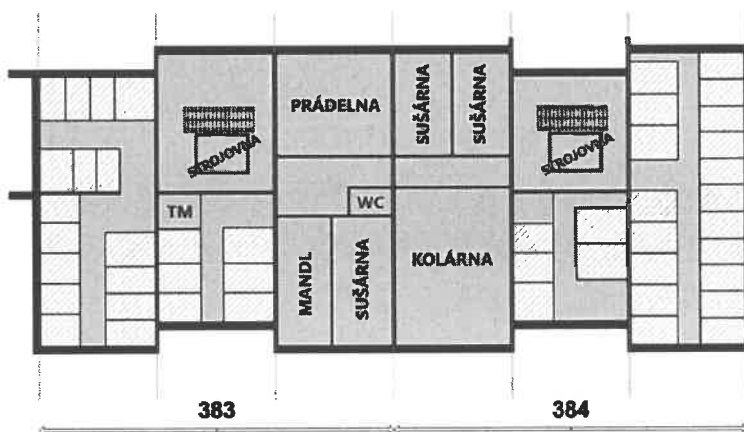 PRÁDELNA
SUŠÁRNA
SUŠÁRNA
STROJOVNA
STROJOVNA
TM
WC
MANDL
SUŠÁRNA
KOLÁRNA
383
384